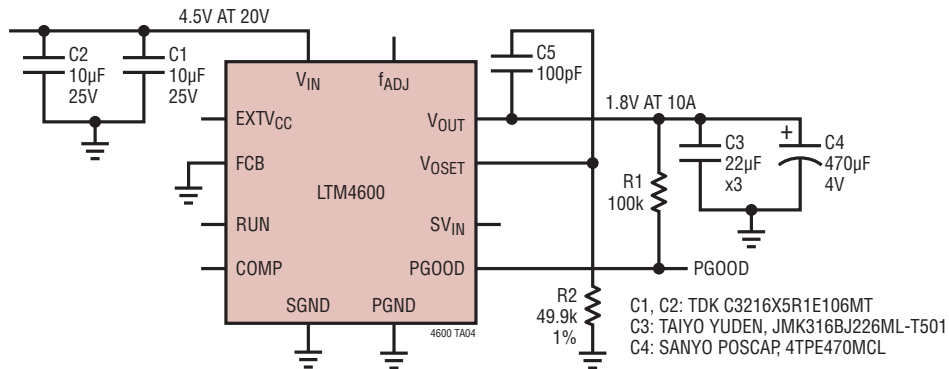 4.5V AT 20V
C2
10µF
25V
C1
10µF
25V
C5
100pF
VIN
fADJ
1.8V AT 10A
EXTVCC
VOUT
FCB
VOSET
LTM4600
RUN
SVIN
COMP
PGOOD
SGND
PGND
4600 TA04
R1
100k
C3
22µF
x3
+
C4
470µF
4V
PGOOD
R2
49.9k
1%
C1, C2: TDK C3216X5R1E106MT
C3: TAIYO YUDEN, JMK316BJ226ML-T501
C4: SANYO POSCAP, 4TPE470MCL